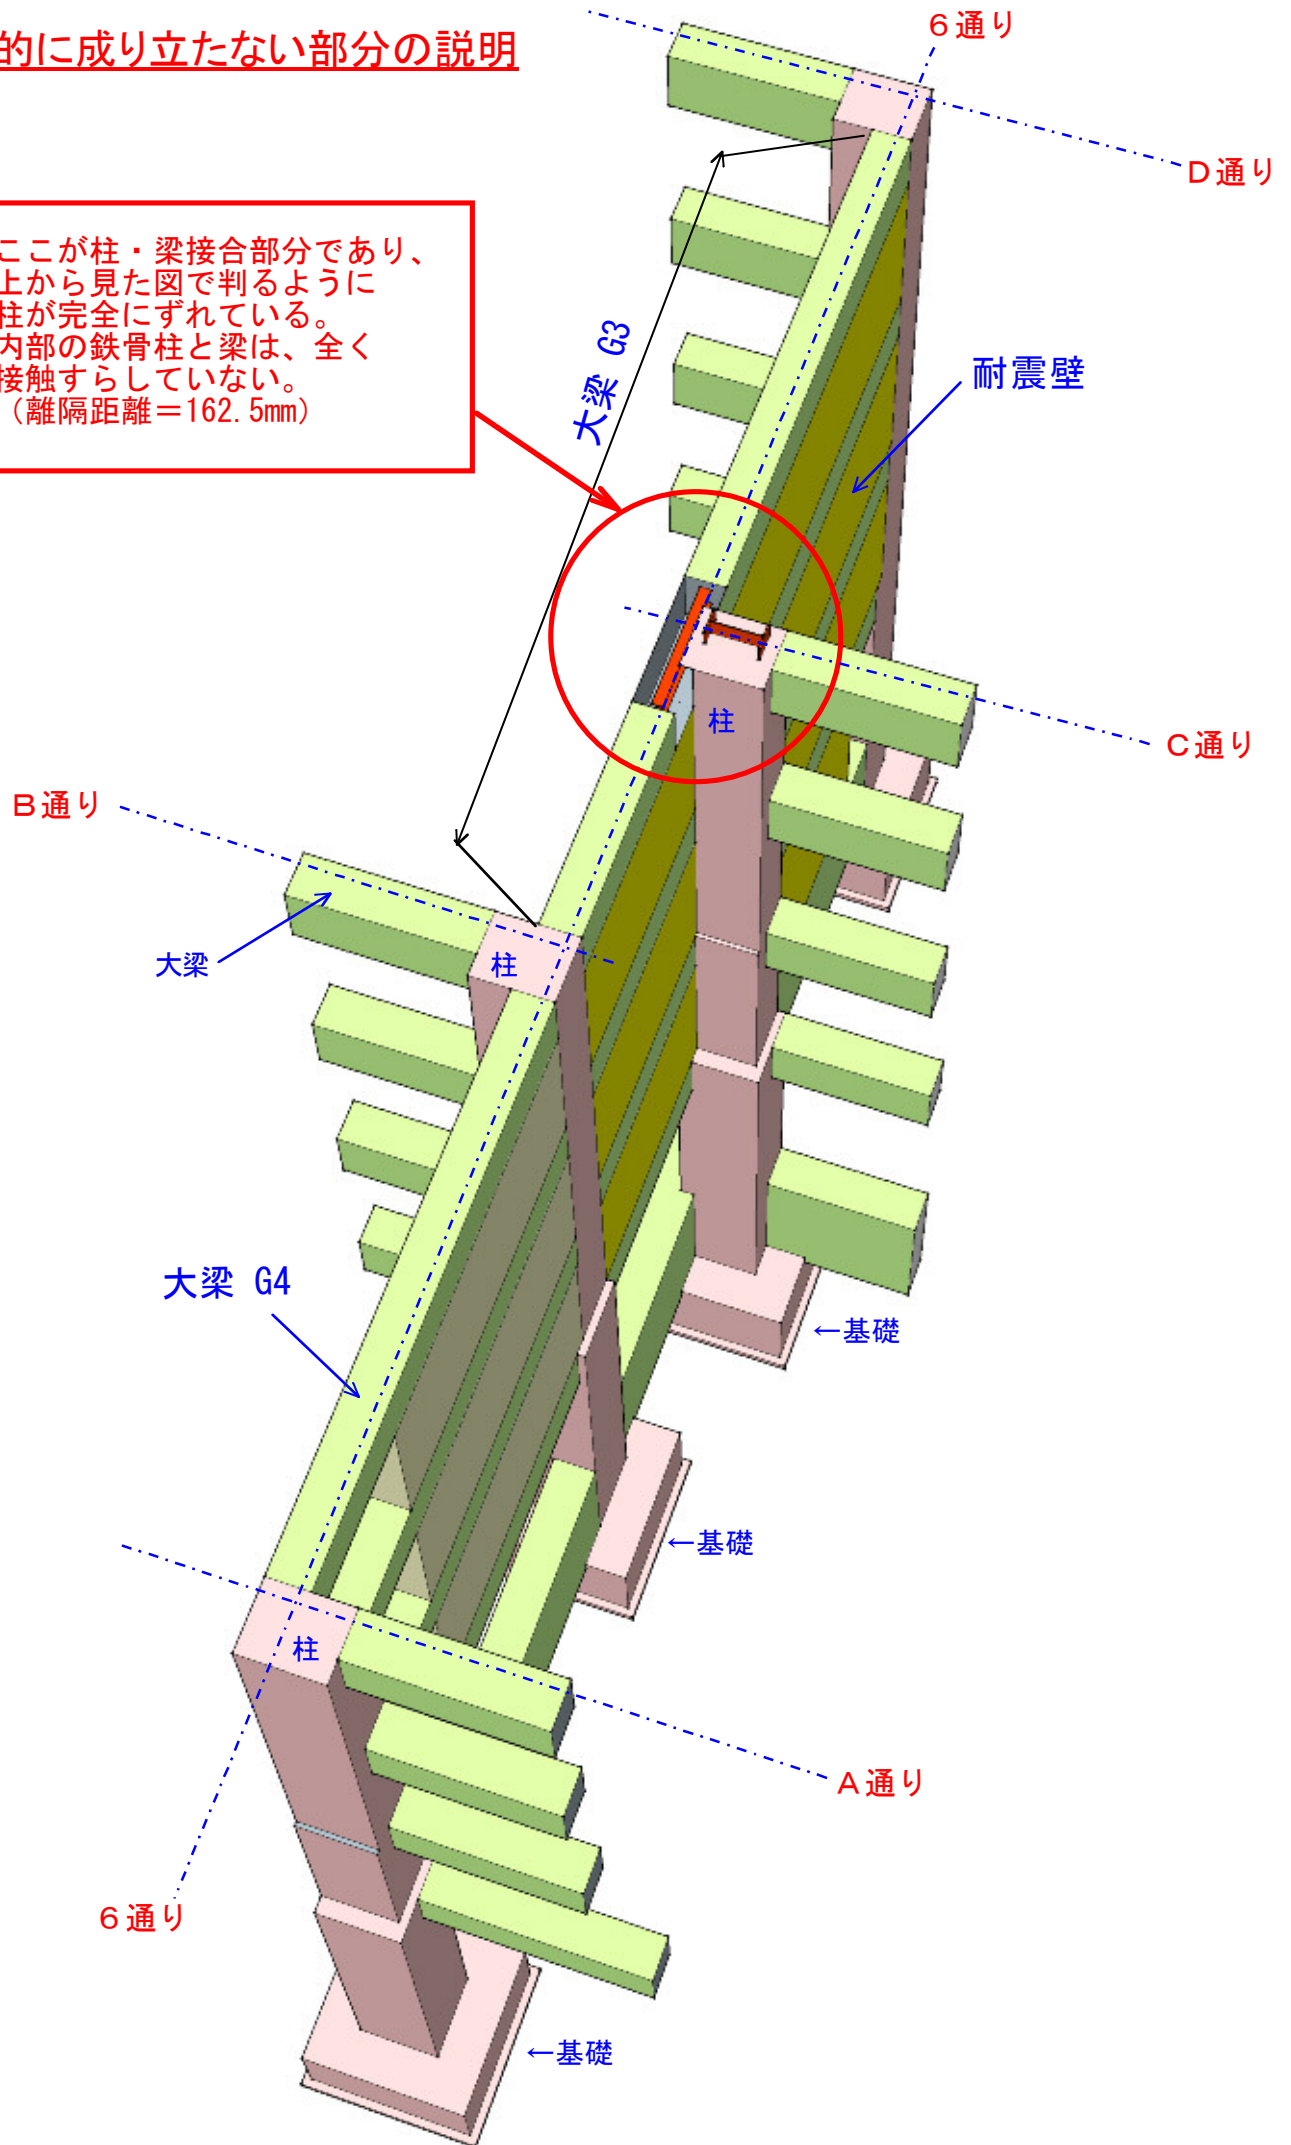 的に成り立たない部分の説明
6通り
D通り
ここが柱・梁接合部分であり、
上から見た図で判るように
柱が完全にずれている。
内部の鉄骨柱と梁は、全く
接触すらしていない。
（離隔距離＝162.5mm）
大梁 G3
耐震壁
柱
C通り
B通り
大梁
柱
大梁 G4
←基礎
←基礎
柱
A通り
6通り
←基礎